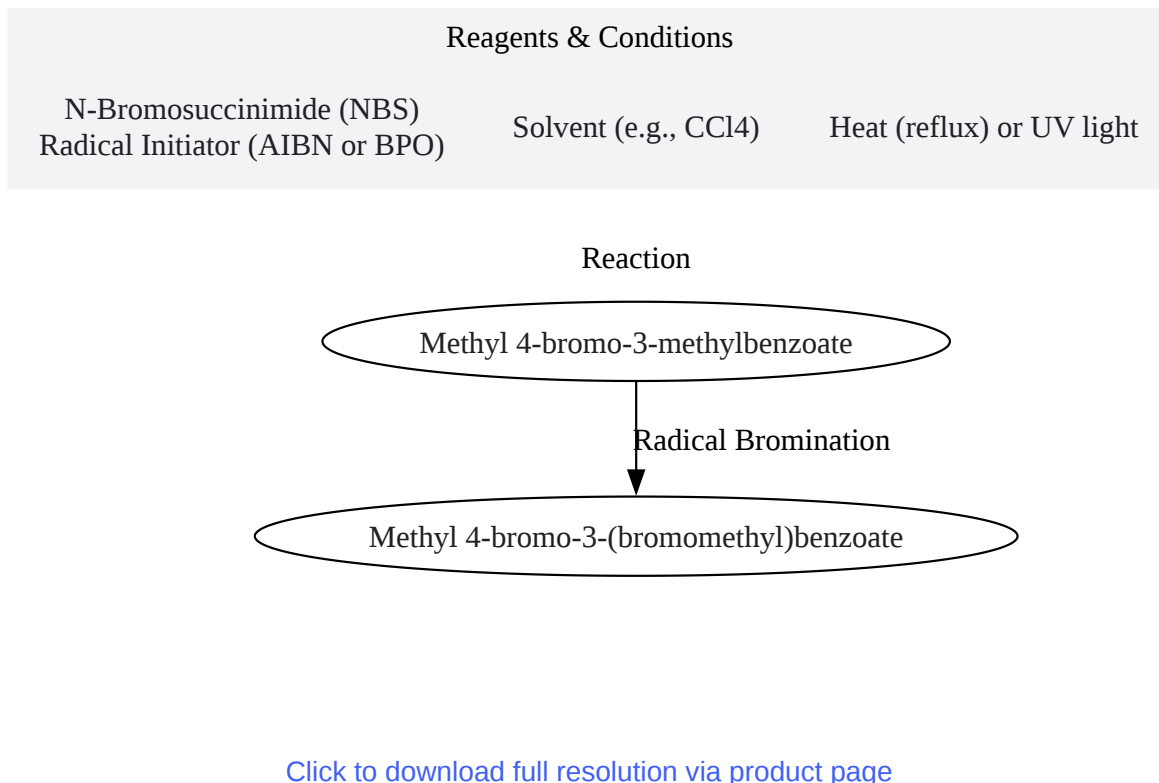 Reagents & Conditions
N-Bromosuccinimide (NBS)
Radical Initiator (AIBN or BPO)
Solvent (e.g., CCl4)
Heat (reflux) or UV light
Reaction
Methyl 4-bromo-3-methylbenzoate
Radical Bromination
Methyl 4-bromo-3-(bromomethyl)benzoate
Click to download full resolution via product page